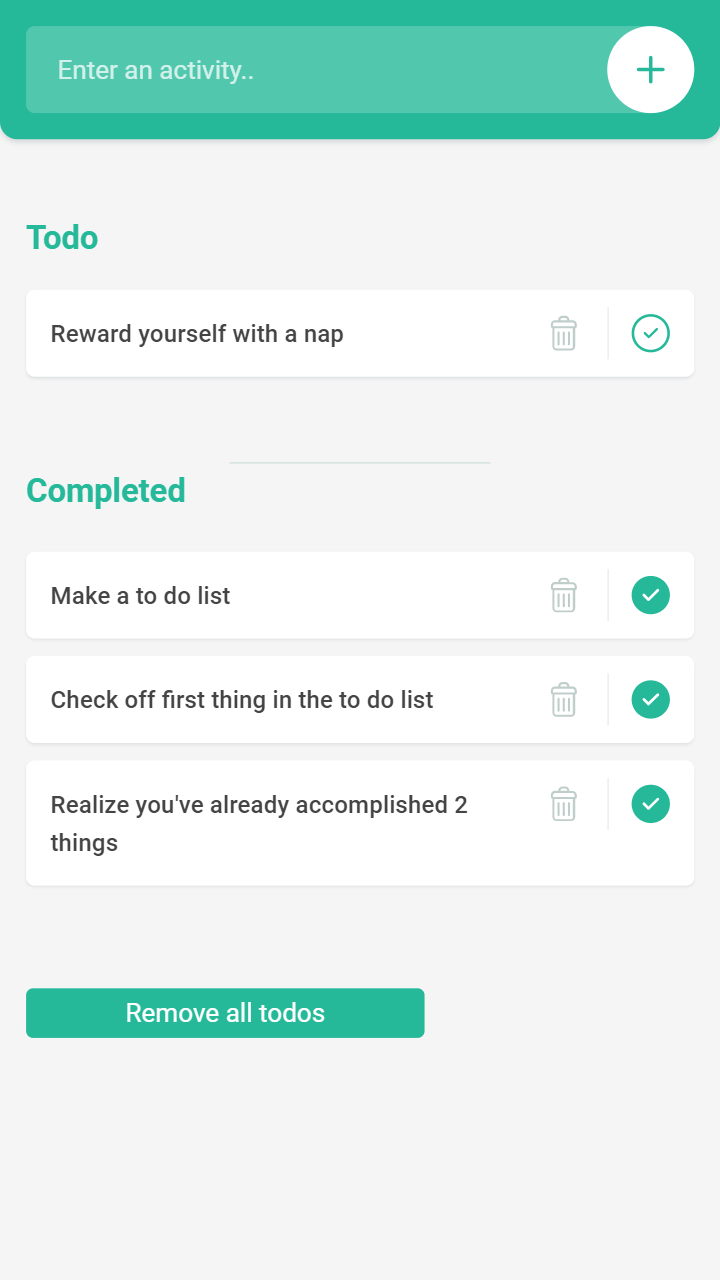 Enter an activity..
Todo
Reward yourself with a nap
Completed
Make a to do list
Check off first thing in the to do list
Realize you've already accomplished 2
things
Remove all todos